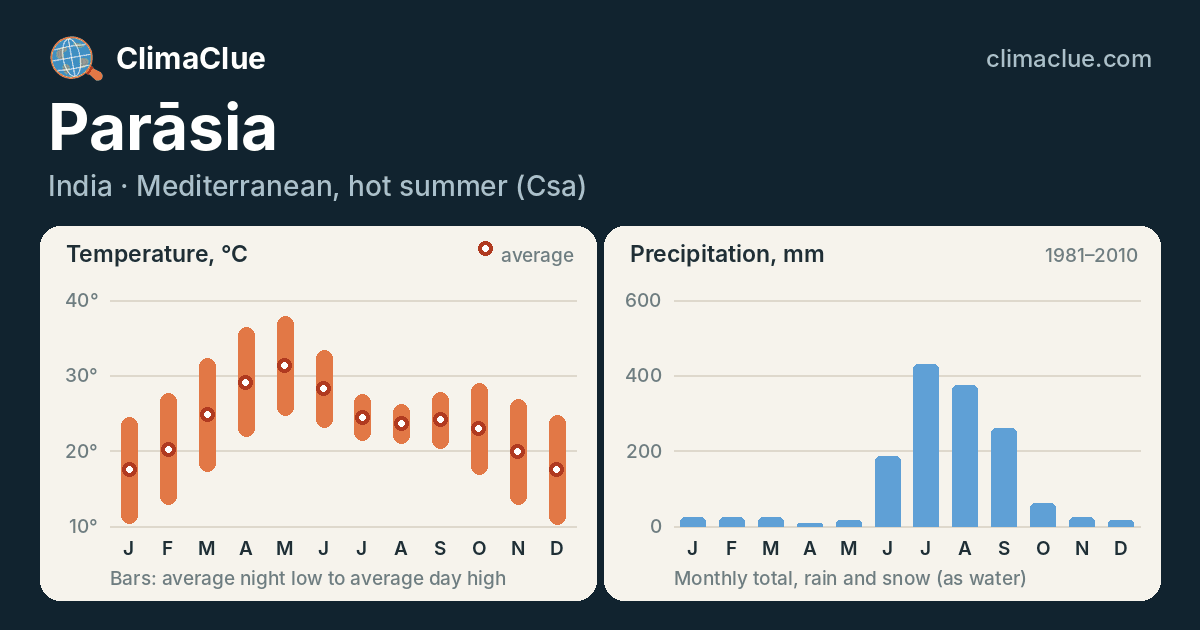 ClimaClue
climaclue.com
Parāsia
India · Mediterranean, hot summer (Csa)
Temperature, °C
average
40°
30°
20°
10°
J F M A M J J A S O N D
Bars: average night low to average day high
Precipitation, mm
1981–2010
600
400
200
0
J F M A M J J A S O N D
Monthly total, rain and snow (as water)